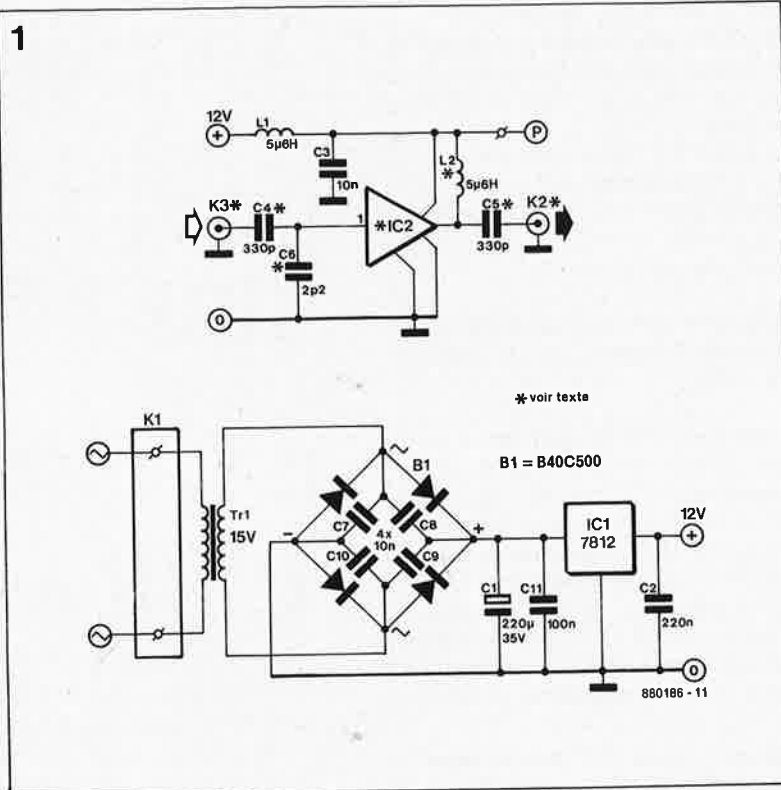 1
12V
+
L1
5µ6H
P
C3
10n
L2
*
5µ6H
K3*
C4*
330p
1
*IC2
C5*
330p
K2*
C6
*
2p2
0
* voir texte
K1
~
B1
B1 = B40C500
Tr1
15V
−
C7
C8
4x
10n
C10
C9
+
~
C1
220µ
35V
C11
100n
IC1
7812
C2
220n
12V
+
0
880186 - 11